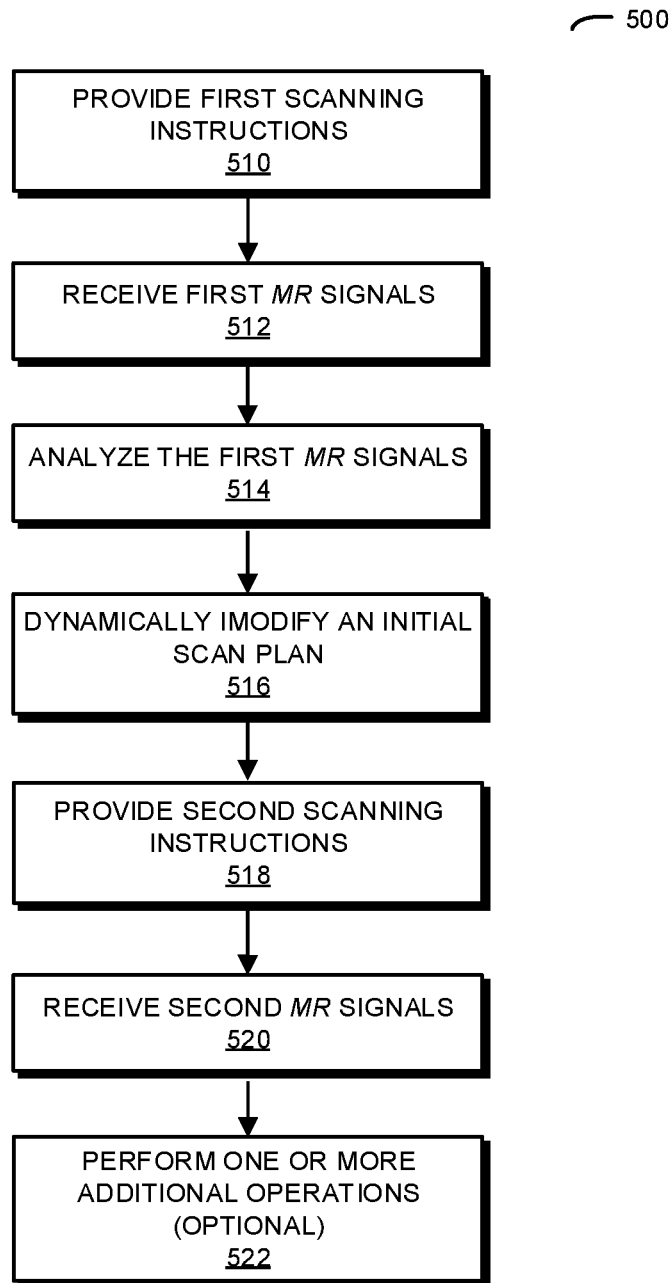 500
PROVIDE FIRST SCANNING
INSTRUCTIONS
510
RECEIVE FIRST MR SIGNALS
512
ANALYZE THE FIRST MR SIGNALS
514
DYNAMICALLY IMODIFY AN INITIAL
SCAN PLAN
516
PROVIDE SECOND SCANNING
INSTRUCTIONS
518
RECEIVE SECOND MR SIGNALS
520
PERFORM ONE OR MORE
ADDITIONAL OPERATIONS
(OPTIONAL)
522